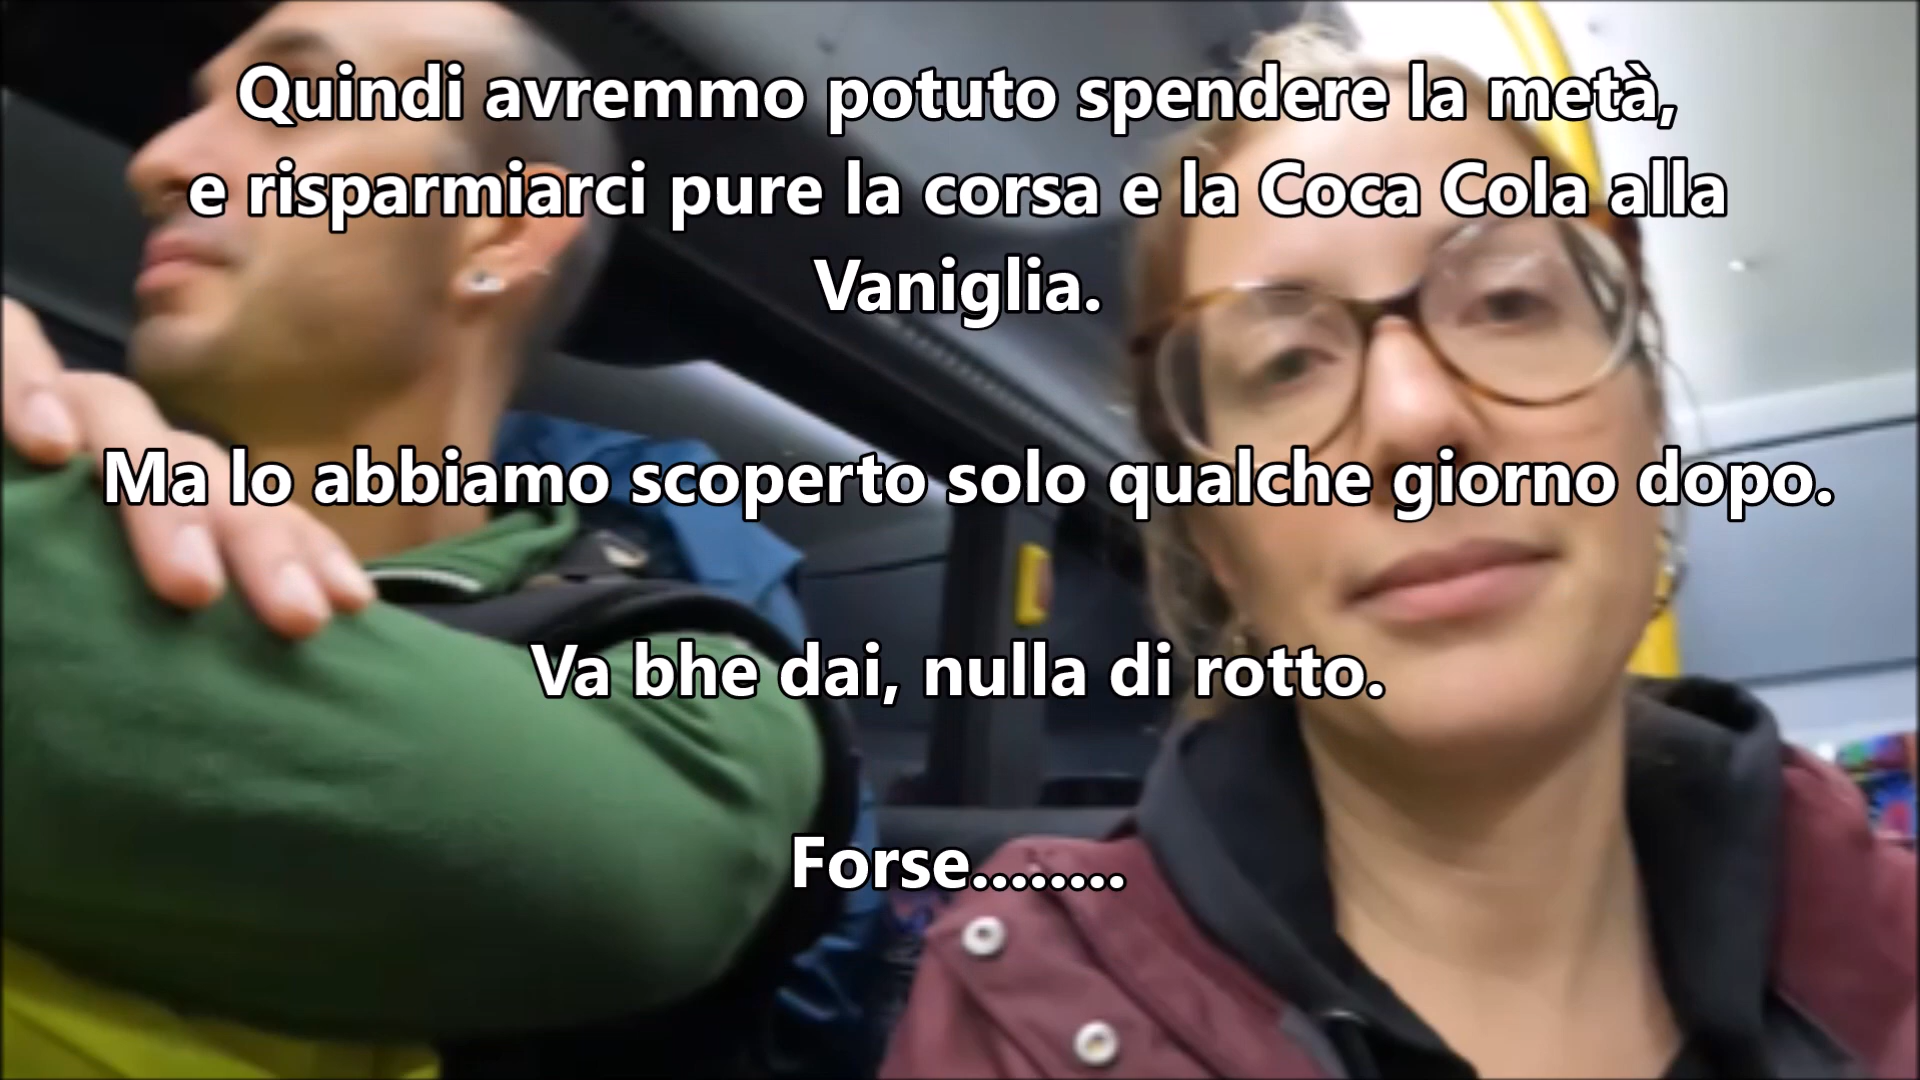 Quindi avremmo potuto spendere la metà,
e risparmiarci pure la corsa e la Coca Cola alla
Vaniglia.
Ma lo abbiamo scoperto solo qualche giorno dopo.
Va bhe dai, nulla di rotto.
Forse........